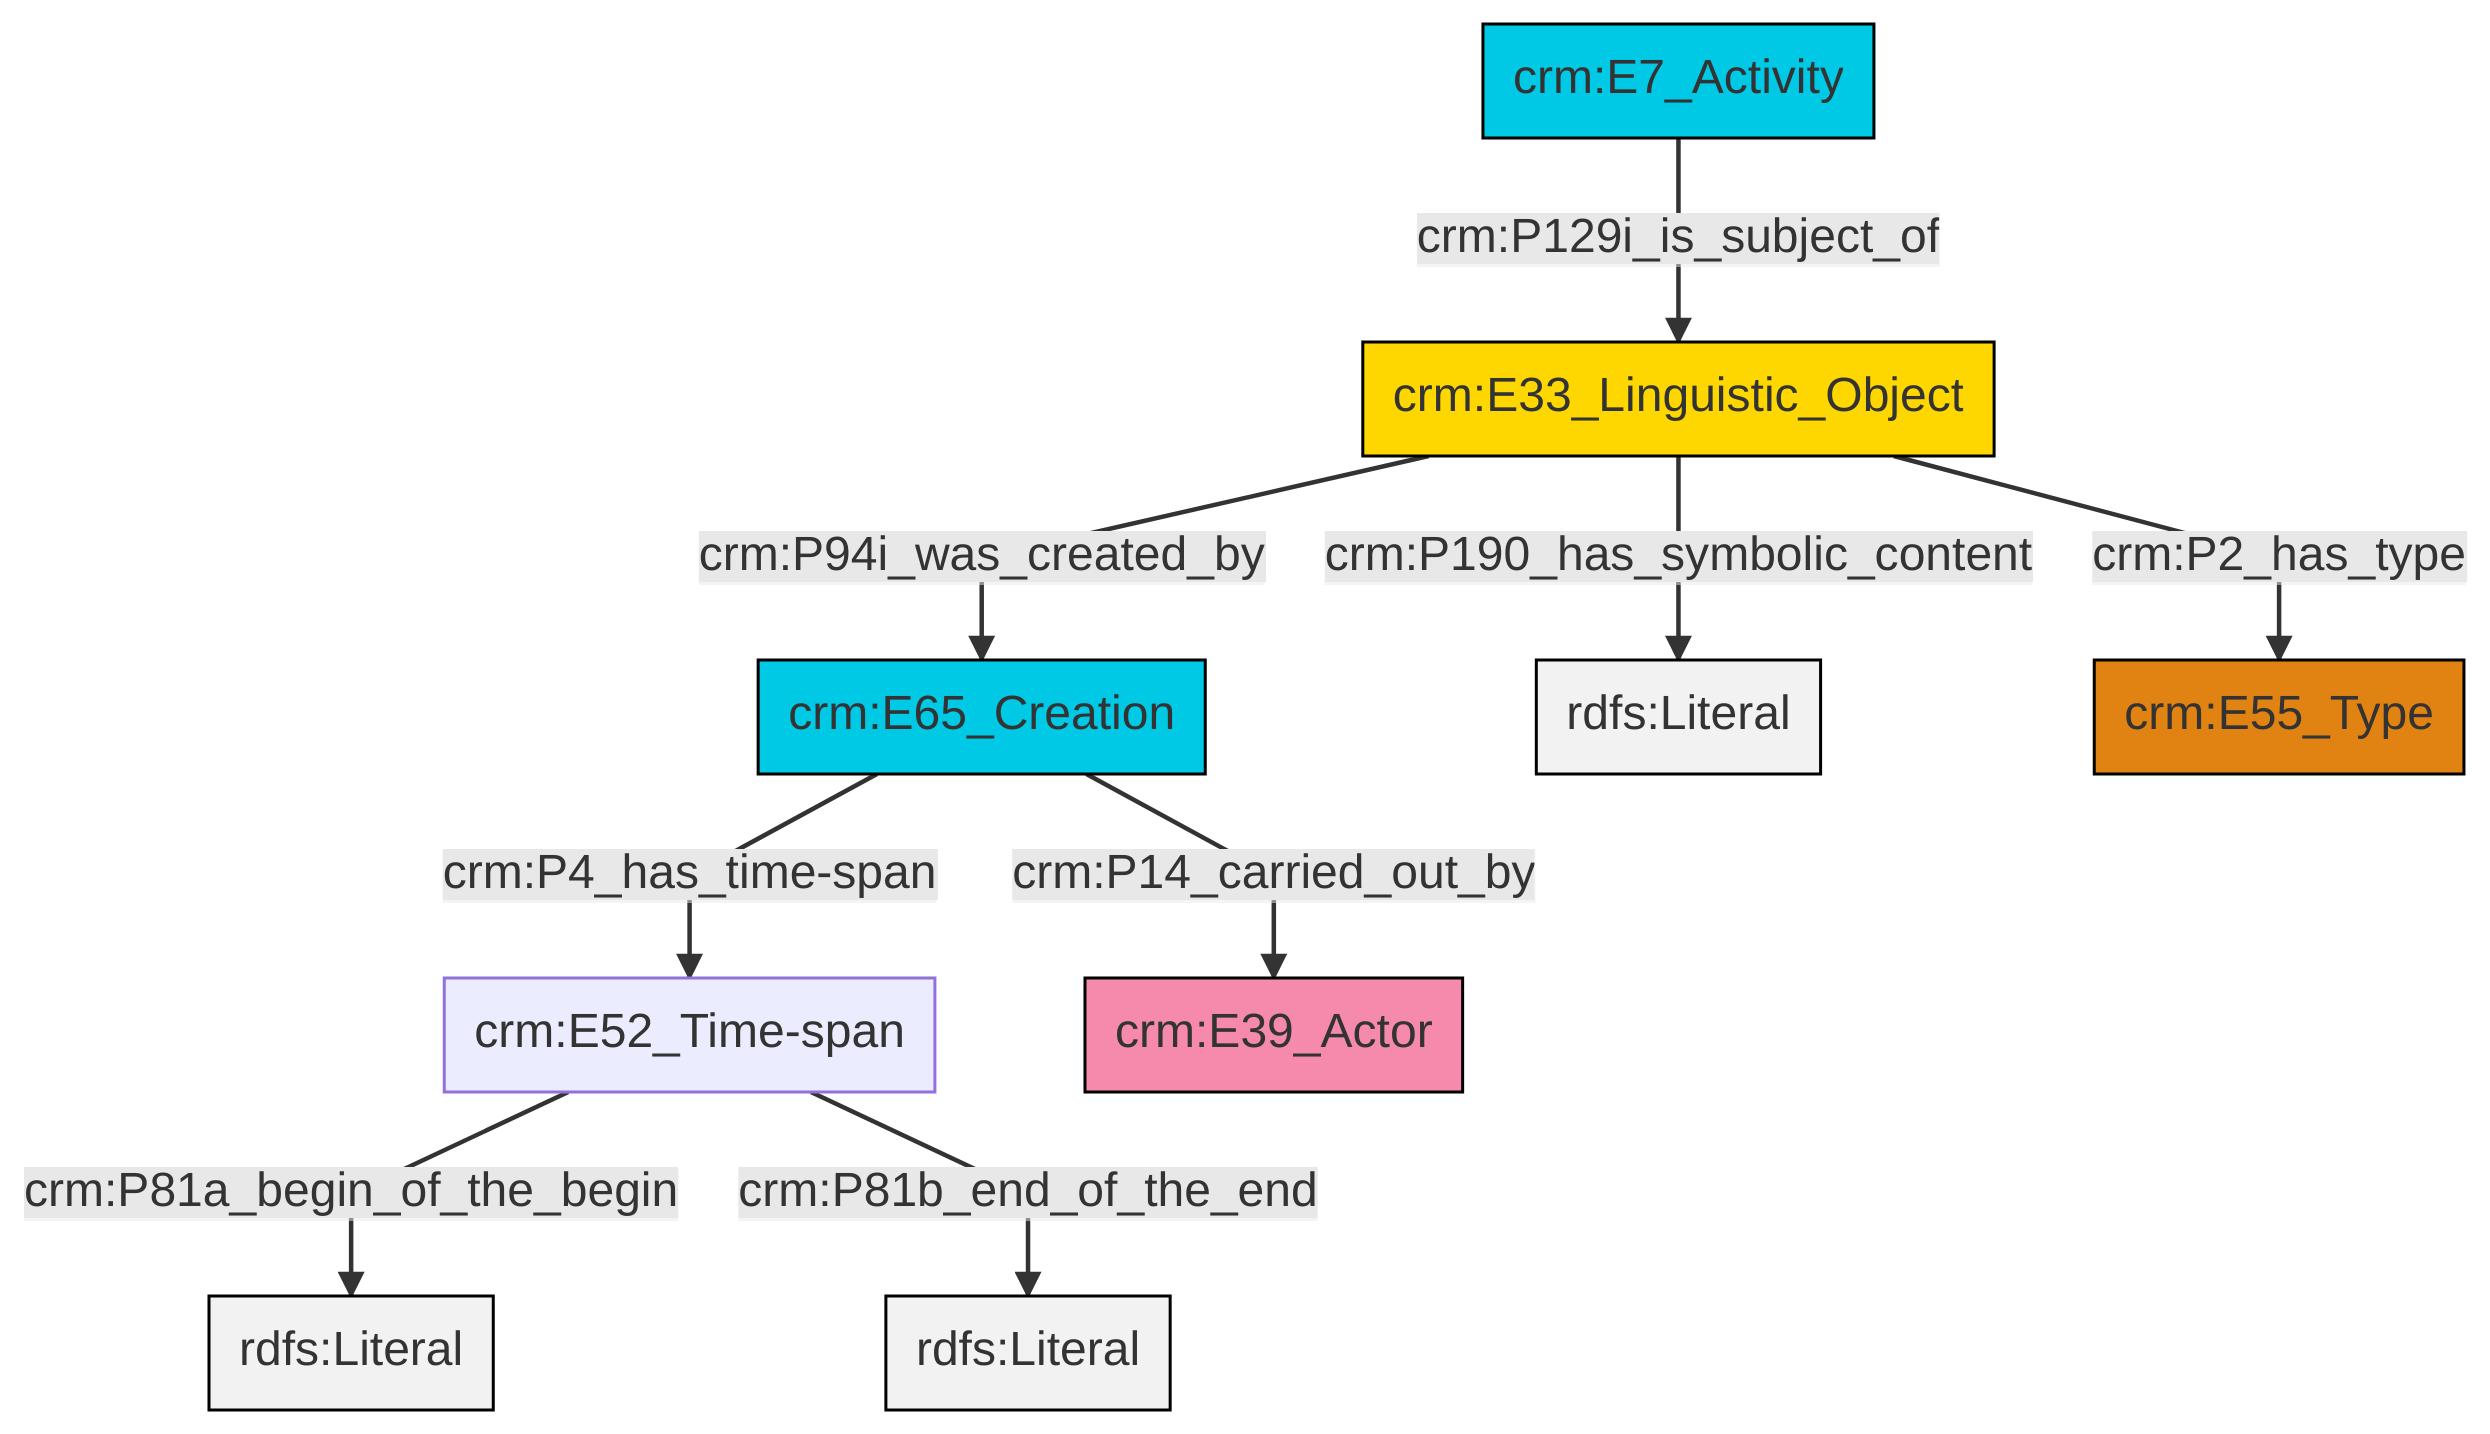 crm:E7_Activity
crm:P129i_is_subject_of
crm:E33_Linguistic_Object
crm:P94i_was_created_by
crm:P190_has_symbolic_content
crm:P2_has_type
crm:E65_Creation
rdfs:Literal
crm:E55_Type
crm:P4_has_time-span
crm:P14_carried_out_by
crm:E52_Time-span
crm:E39_Actor
crm:P81a_begin_of_the_begin
crm:P81b_end_of_the_end
rdfs:Literal
rdfs:Literal